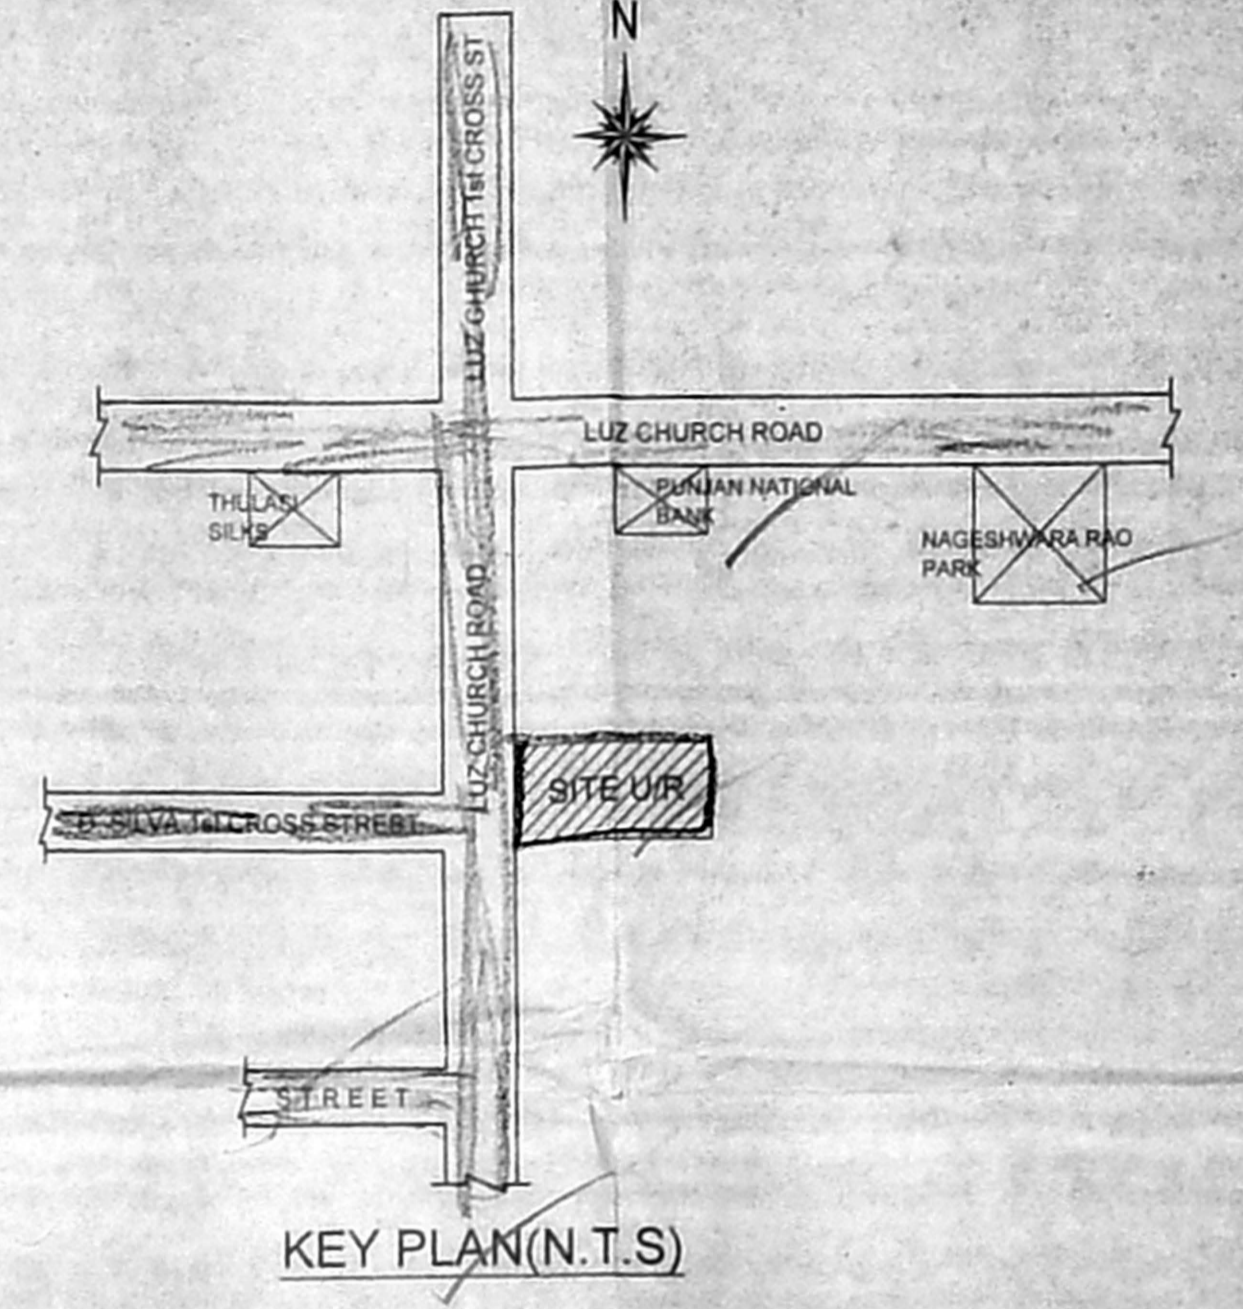 N
LUZ CHURCH 1st CROSS ST
LUZ CHURCH ROAD
THULASI
SILKS
PUNJAN NATIONAL
BANK
NAGESHWARA RAO
PARK
LUZ CHURCH ROAD
SITE U/R
D. SILVA 1st CROSS STREET
STREET
KEY PLAN(N.T.S)